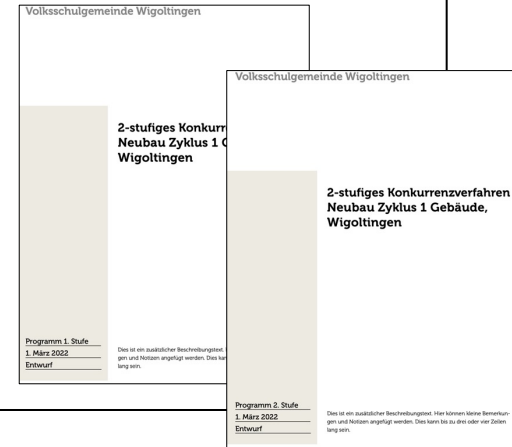 Volksschulgemeinde Wigoltingen
2-stufiges
Neubau Zyklus 1
Wigoltingen
Programm 1. Stufe
1. März 2022
Entwurf
Dies ist ein zusätzlicher Beschreibungstext.
gen und Notizen angefügt werden. Dies
lang sein.
Volksschulgemeinde Wigoltingen
2-stufiges Konkurrenzverfahren
Neubau Zyklus 1 Gebäude,
Wigoltingen
Programm 2. Stufe
1. März 2022
Entwurf
Dies ist ein zusätzlicher Beschreibungstext. Hier können kleine Bemerkun-
gen und Notizen angefügt werden. Dies kann bis zu drei oder vier Zeilen
lang sein.